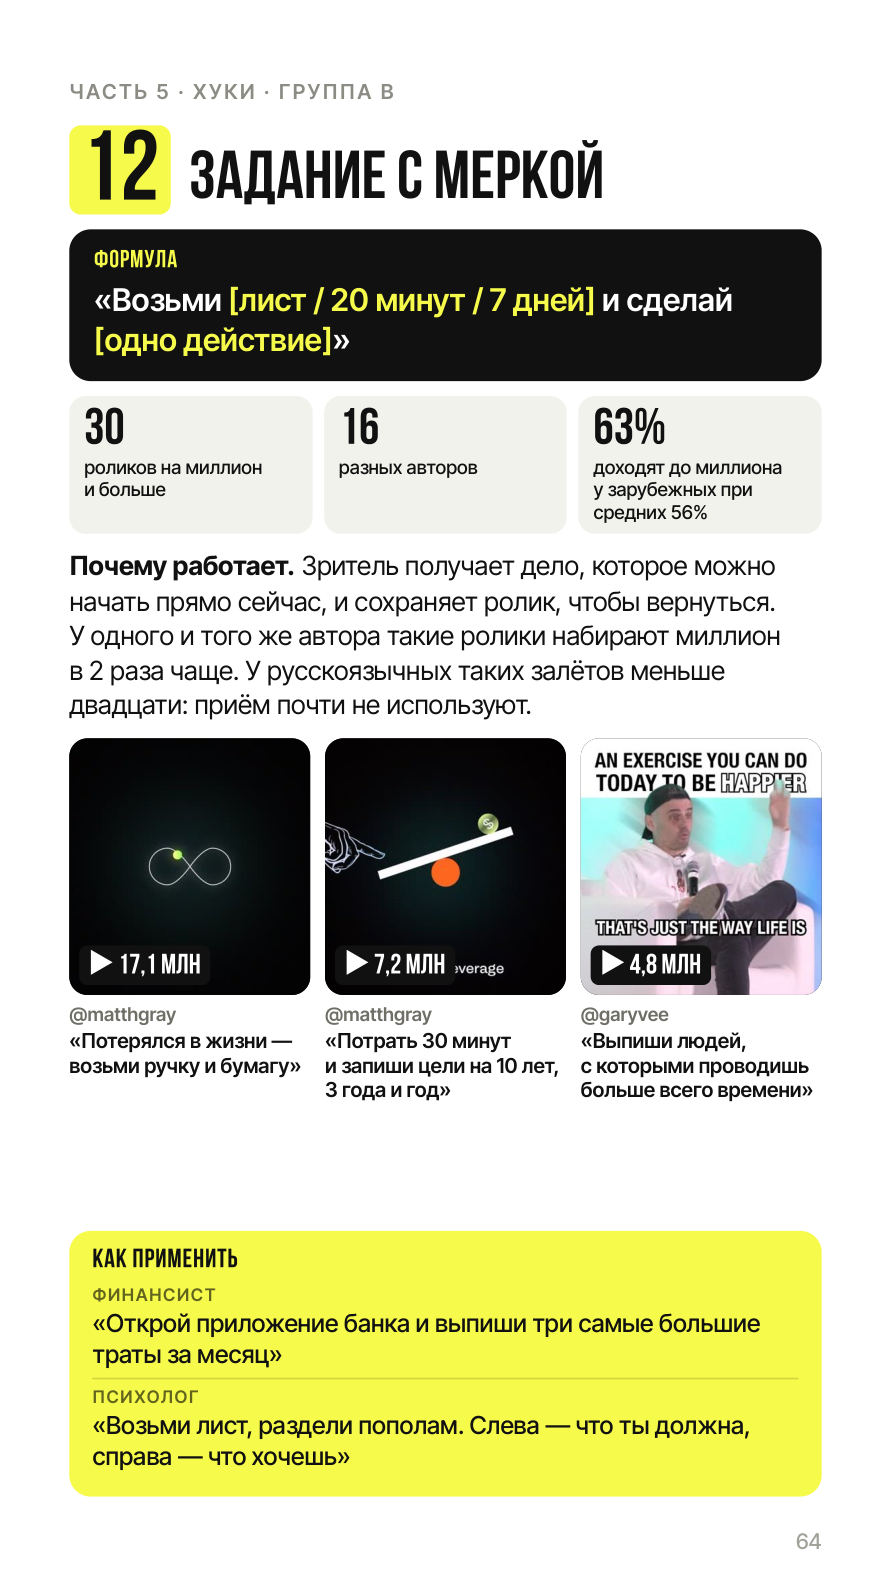 ЧАСТЬ 5 · ХУКИ · ГРУППА В
12 ЗАДАНИЕ С МЕРКОЙ
ФОРМУЛА
«Возьми [лист / 20 минут / 7 дней] и сделай
[одно действие]»
30
роликов на миллион
и больше
16
разных авторов
63%
доходят до миллиона
у зарубежных при
средних 56%
Почему работает. Зритель получает дело, которое можно
начать прямо сейчас, и сохраняет ролик, чтобы вернуться.
У одного и того же автора такие ролики набирают миллион
в 2 раза чаще. У русскоязычных таких залётов меньше
двадцати: приём почти не используют.
17,1 МЛН
@matthgray
«Потерялся в жизни —
возьми ручку и бумагу»
everage
7,2 МЛН
@matthgray
«Потрать 30 минут
и запиши цели на 10 лет,
3 года и год»
AN EXERCISE YOU CAN DO
TODAY TO BE HAPPIER
THAT'S JUST THE WAY LIFE IS
4,8 МЛН
@garyvee
«Выпиши людей,
с которыми проводишь
больше всего времени»
КАК ПРИМЕНИТЬ
ФИНАНСИСТ
«Открой приложение банка и выпиши три самые большие
траты за месяц»
ПСИХОЛОГ
«Возьми лист, раздели пополам. Слева — что ты должна,
справа — что хочешь»
64